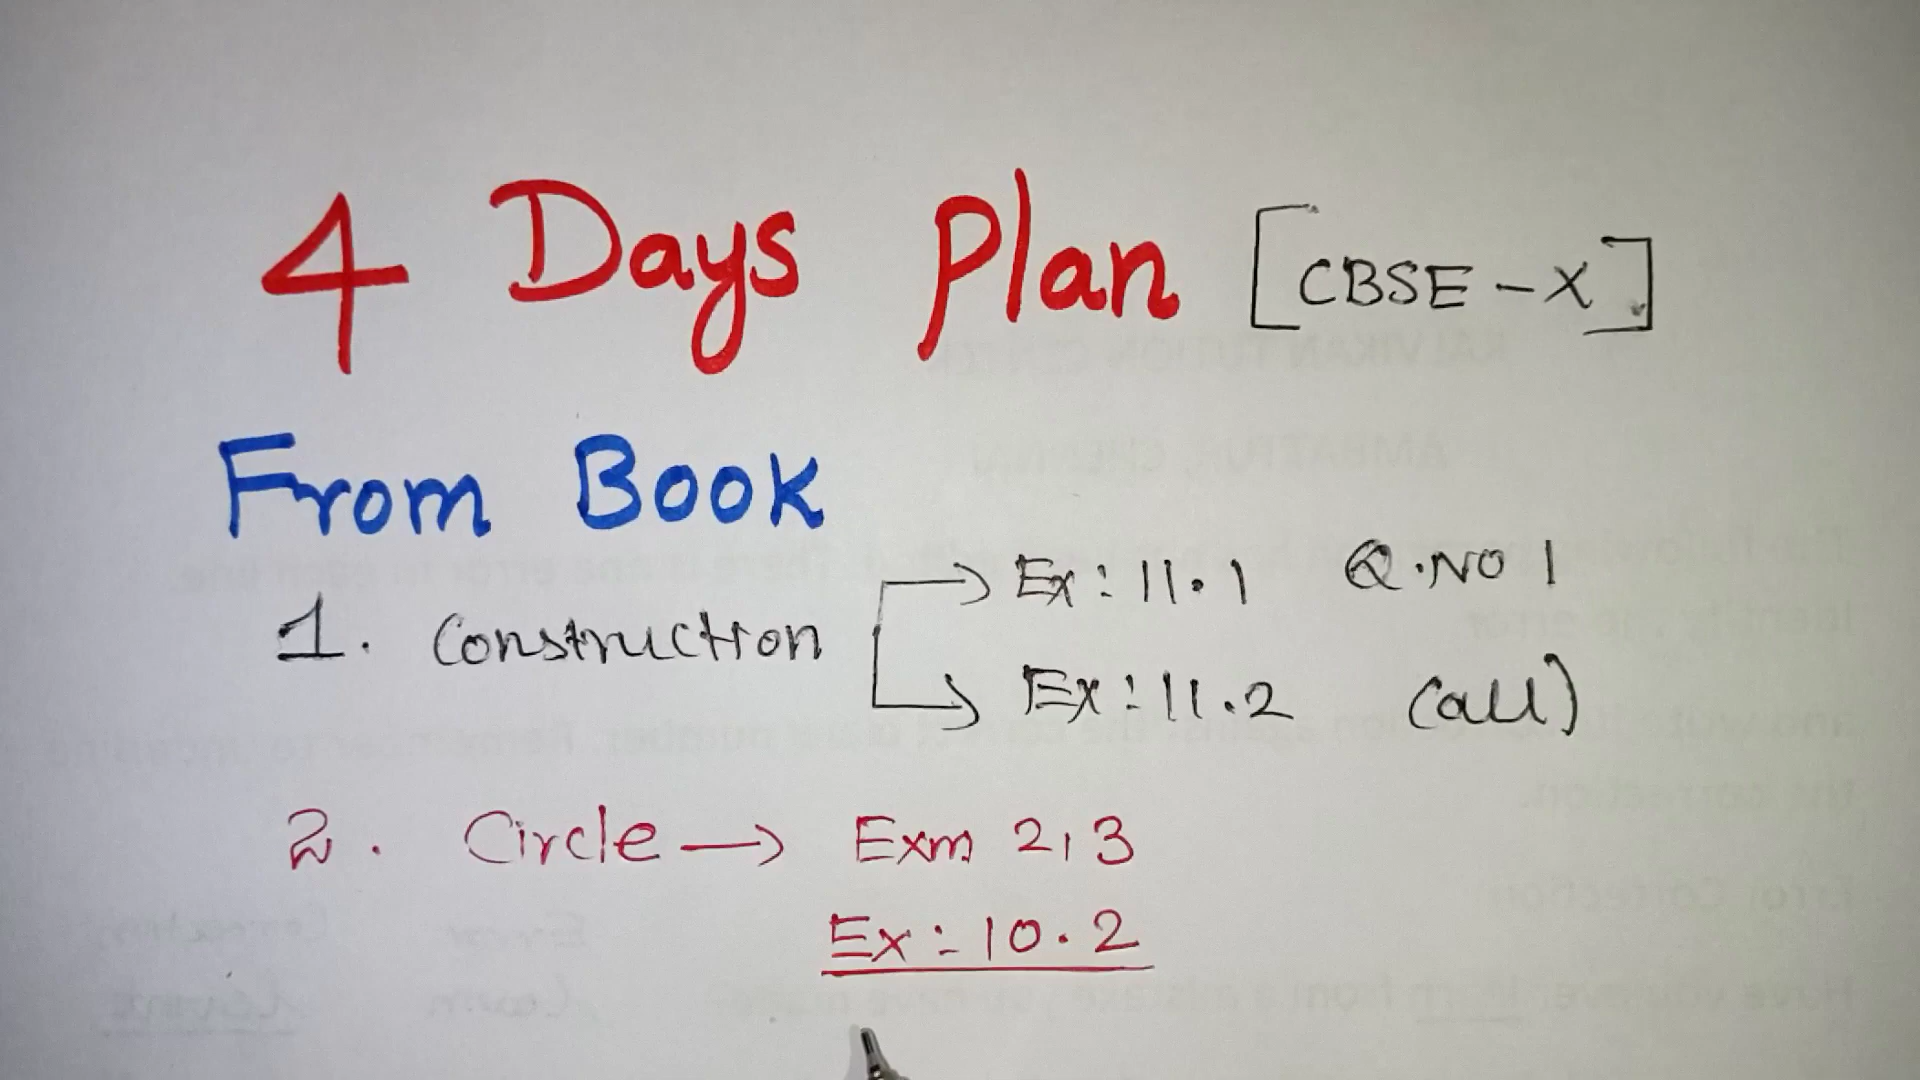 4 Days Plan [CBSE-X]
From Book
Ex: 11.1 Q.NO 1
1. Construction
Ex: 11.2 (all)
2. Circle → Exm 2,3
Ex: 10.2